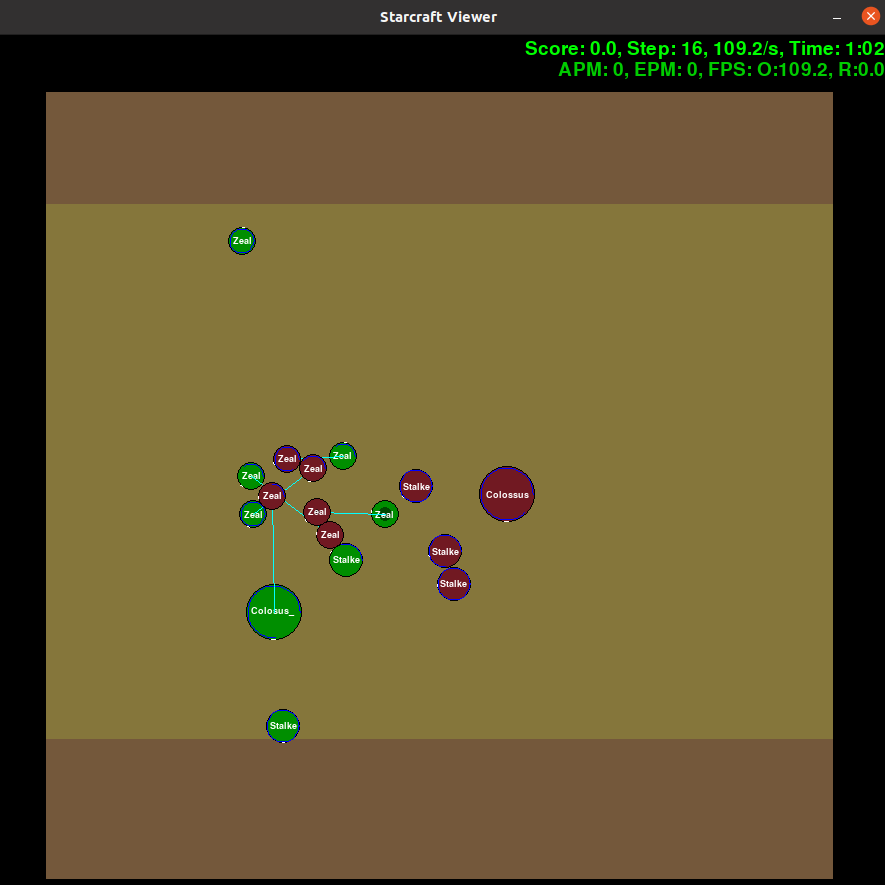 Starcraft Viewer
Score: 0.0, Step: 16, 109.2/s, Time: 1:02
APM: 0, EPM: 0, FPS: O:109.2, R:0.0
Zeal
Zeal
Zeal
Zeal
Zeal
Stalke
Colossus
Zeal
Zeal
Zeal
Zeal
Zeal
Stalke
Stalke
Stalke
Colosus_
Stalke